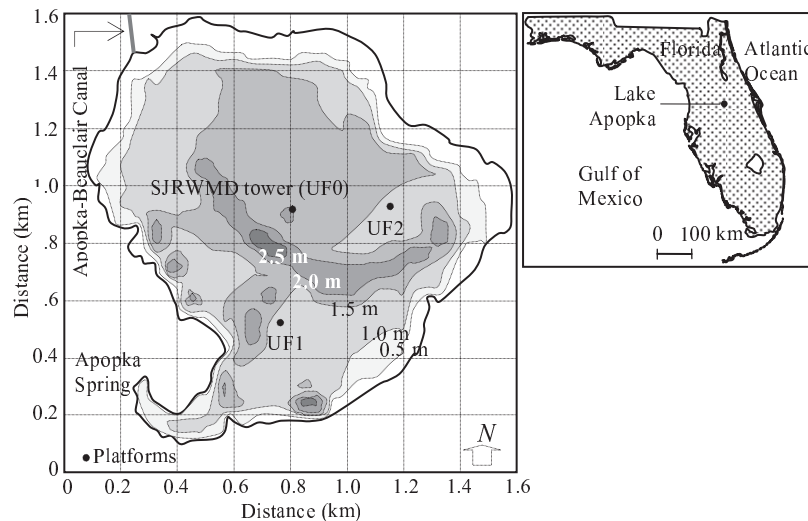 1.6
1.4
1.2
1.0
.8
.6
0.4
0.2
0
Distance (km)
0 0.2 0.4 0.6 0.8 1.0 1.2 1.4 1.6
Distance (km)
Apopka-Beauclair Canal
SJRWMD tower (UF0)
UF2
2.5 m
2.0 m
1.5 m
1.0 m
0.5 m
UF1
Apopka
Spring
Platforms
N
Florida
Atlantic
Ocean
Lake
Apopka
Gulf of
Mexico
0 100 km